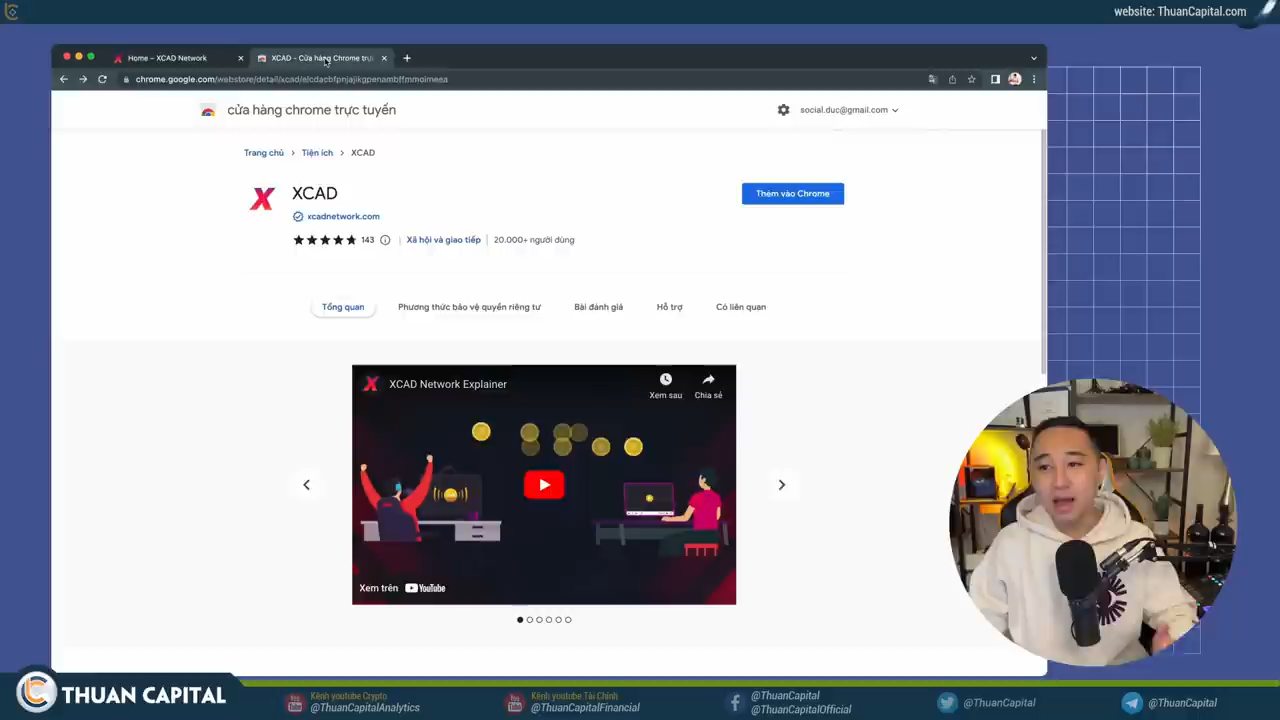 website: ThuanCapital.com
Home – XCAD Network
XCAD - Cửa hàng Chrome trực
chrome.google.com/webstore/detail/xcad/
cửa hàng chrome trực tuyến
social.duc@gmail.com
Trang chủ
Tiện ích
XCAD
XCAD
Thêm vào Chrome
xcadnetwork.com
143
Xã hội và giao tiếp
20.000+ người dùng
Tổng quan
Phương thức bảo vệ quyền riêng tư
Bài đánh giá
Hỗ trợ
Có liên quan
XCAD Network Explainer
Xem sau
Chia sẻ
Xem trên
YouTube
THUAN CAPITAL
Kênh youtube Crypto
@ThuanCapitalAnalytics
Kênh youtube Tài Chính
@ThuanCapitalFinancial
@ThuanCapital
@ThuanCapitalOfficial
@ThuanCapital
@ThuanCapital